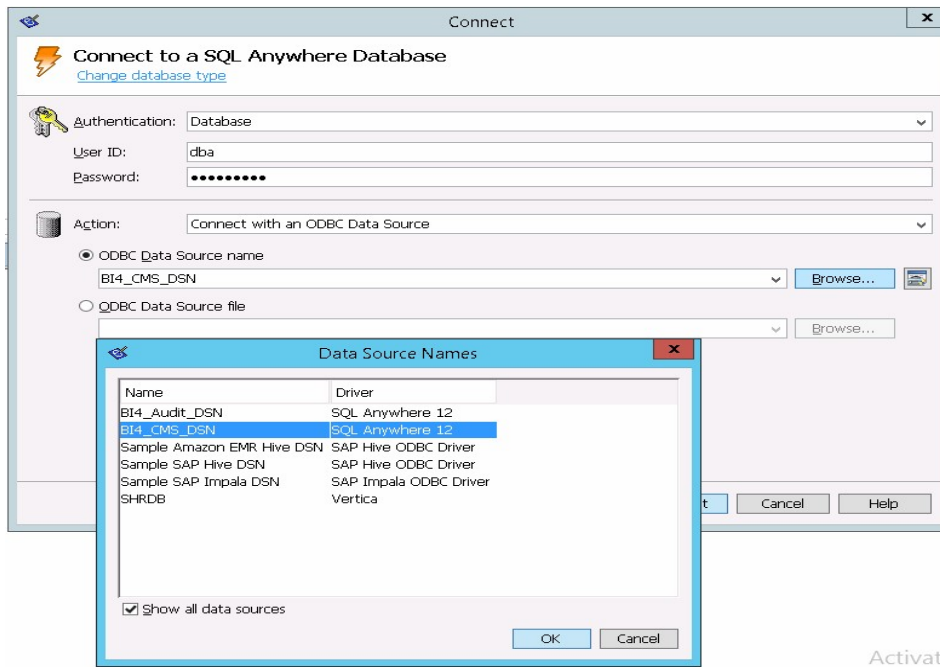 Connect
x
Connect to a SQL Anywhere Database
Change database type
Authentication: Database
User ID: dba
Password: •••••••••
Action: Connect with an ODBC Data Source
ODBC Data Source name
BI4_CMS_DSN Browse...
ODBC Data Source file
Browse...
Data Source Names x
Name Driver
BI4_Audit_DSN SQL Anywhere 12
BI4_CMS_DSN SQL Anywhere 12
Sample Amazon EMR Hive DSN SAP Hive ODBC Driver
Sample SAP Hive DSN SAP Hive ODBC Driver
Sample SAP Impala DSN SAP Impala ODBC Driver
SHRDB Vertica
t Cancel Help
Show all data sources
OK Cancel
Activat